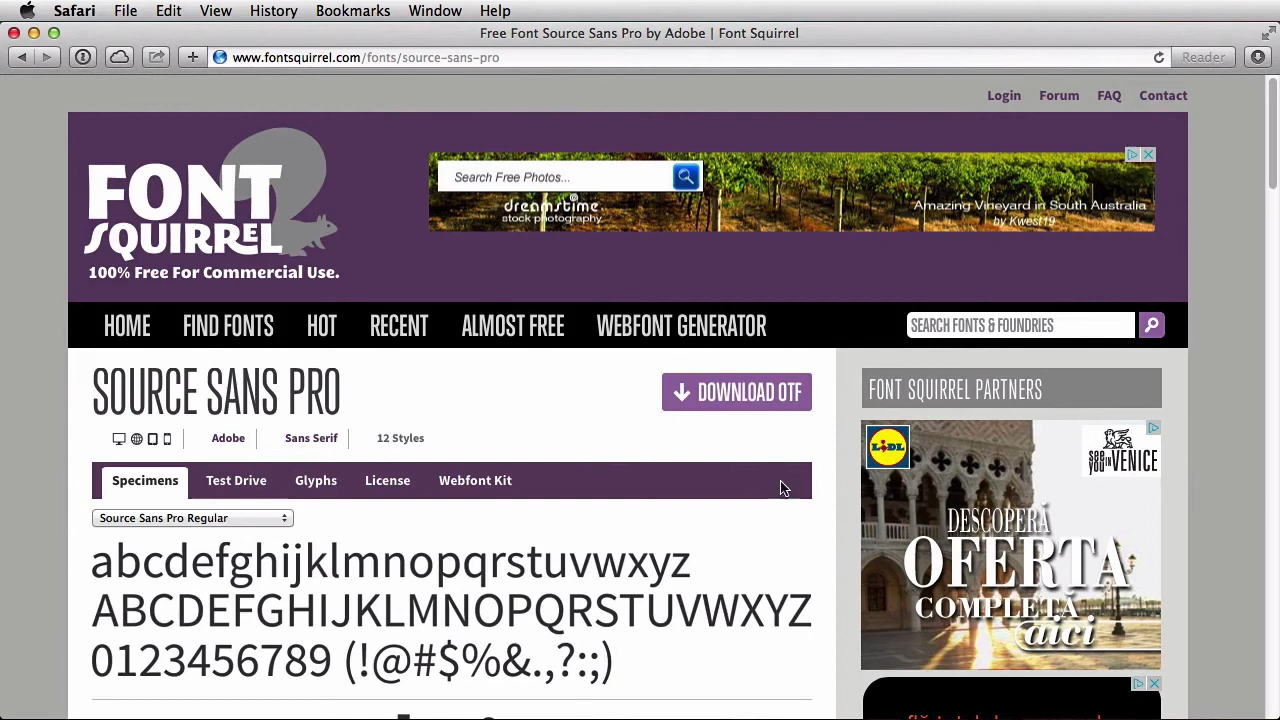 Safari File Edit View History Bookmarks Window Help
Free Font Source Sans Pro by Adobe | Font Squirrel
www.fontsquirrel.com/fonts/source-sans-pro
Reader
Login Forum FAQ Contact
FONT
SQUIRREL
100% Free For Commercial Use.
Search Free Photos...
dreamstime
stock photography
Amazing Vineyard in South Australia
by Kwest19
HOME FIND FONTS HOT RECENT ALMOST FREE WEBFONT GENERATOR
SEARCH FONTS & FOUNDRIES
SOURCE SANS PRO
DOWNLOAD OTF
Adobe Sans Serif 12 Styles
Specimens Test Drive Glyphs License Webfont Kit
Source Sans Pro Regular
abcdefghijklmnopqrstuvwxyz
ABCDEFGHIJKLMNOPQRSTUVWXYZ
0123456789 (!@#$%&.,?:;)
FONT SQUIRREL PARTNERS
LIDL
see
you IN VENICE
DESCOPERĂ
OFERTA
COMPLETĂ
aici